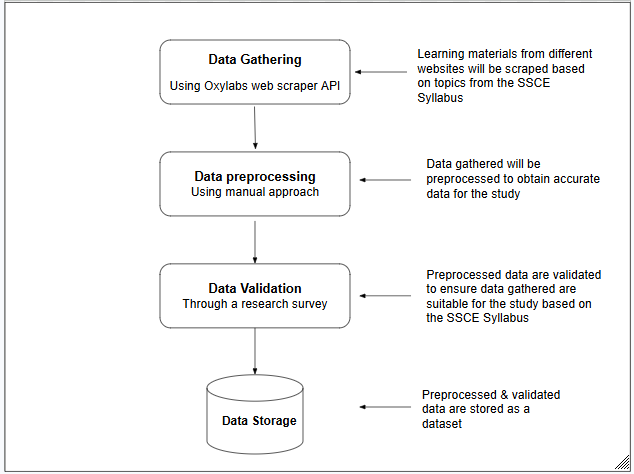 Data Gathering
Using Oxylabs web scraper API
Learning materials from different
websites will be scraped based
on topics from the SSCE
Syllabus
Data preprocessing
Using manual approach
Data gathered will be
preprocessed to obtain accurate
data for the study
Data Validation
Through a research survey
Preprocessed data are validated
to ensure data gathered are
suitable for the study based on
the SSCE Syllabus
Data Storage
Preprocessed & validated
data are stored as a
dataset